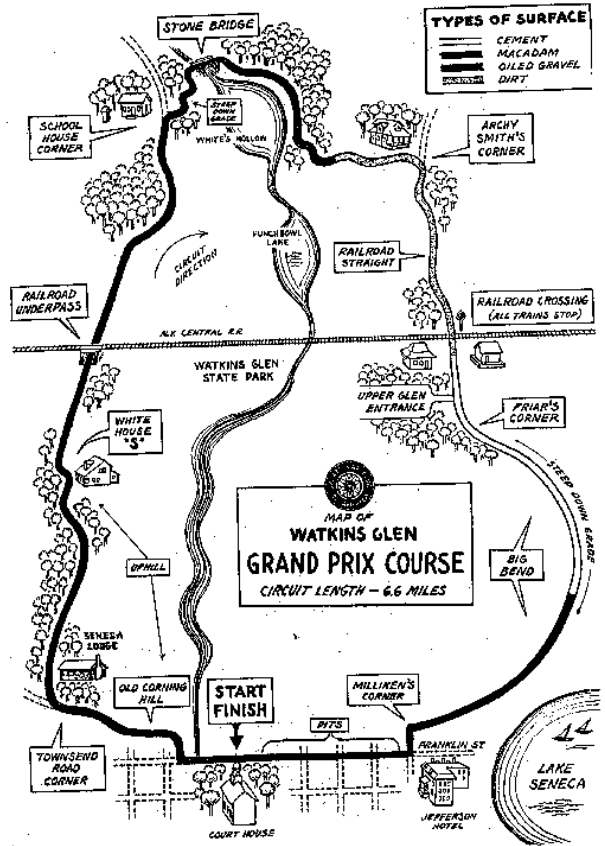 STONE BRIDGE
TYPES OF SURFACE
CEMENT
MACADAM
OILED GRAVEL
DIRT
STEEP
DOWN
GRADE
SCHOOL
HOUSE
CORNER
WHITE'S HOLLOW
ARCHY
SMITH'S
CORNER
PUNCHBOWL
LAKE
CIRCUIT
DIRECTION
RAILROAD
STRAIGHT
RAILROAD
UNDERPASS
RAILROAD CROSSING
(ALL TRAINS STOP)
N.Y. CENTRAL R.R.
WATKINS GLEN
STATE PARK
UPPER GLEN
ENTRANCE
FRIAR'S
CORNER
WHITE
HOUSE
"S"
STEEP DOWN GRADE
MAP OF
WATKINS GLEN
GRAND PRIX COURSE
CIRCUIT LENGTH – 6.6 MILES
BIG
BEND
UPHILL
SENECA
LODGE
OLD CORNING
HILL
START
FINISH
MILLIKEN'S
CORNER
PITS
FRANKLIN ST.
TOWNSEND
ROAD
CORNER
COURT HOUSE
JEFFERSON
HOTEL
LAKE
SENECA